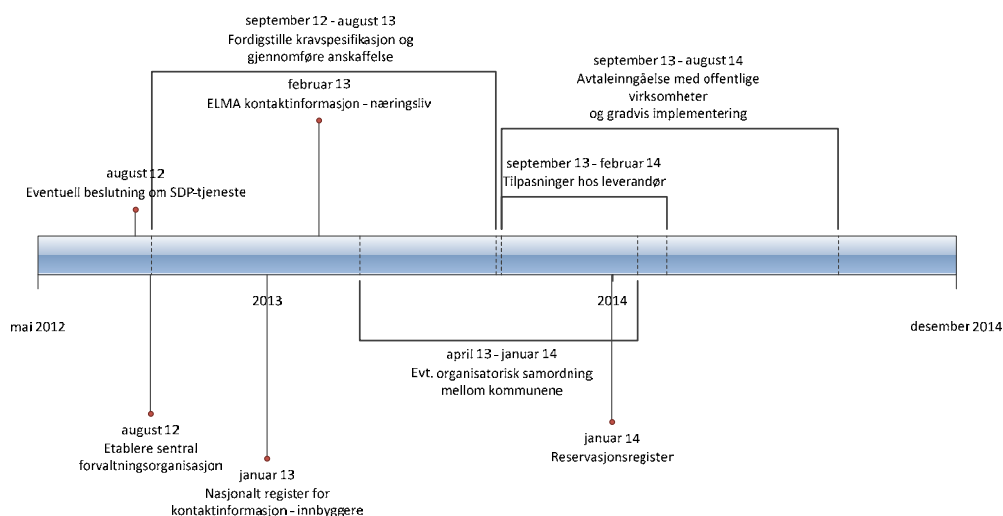 september 12 - august 13
Fordigstille kravspesifikasjon og
gjennomføre anskaffelse
februar 13
ELMA kontaktinformasjon - næringsliv
september 13 - august 14
Avtaleinngåelse med offentlige
virksomheter
og gradvis implementering
september 13 - februar 14
Tilpasninger hos leverandør
august 12
Eventuell beslutning om SDP-tjeneste
2013
2014
mai 2012
desember 2014
april 13 - januar 14
Evt. organisatorisk samordning
mellom kommunene
august 12
Etablere sentral
forvaltningsorganisasjon
januar 13
Nasjonalt register for
kontaktinformasjon - innbyggere
januar 14
Reservasjonsregister